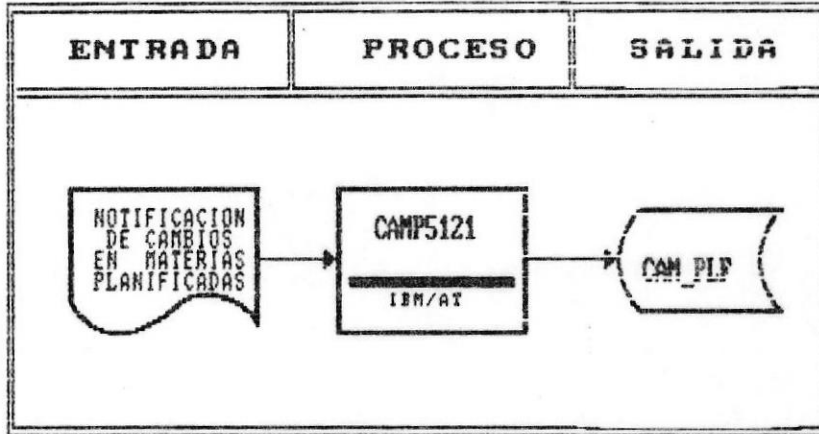 ENTRADA
PROCESO
SALIDA
NOTIFICACION
DE CAMBIOS
EN MATERIAS
PLANIFICADAS
CAMP5121
IBM/AT
CAM_PLF